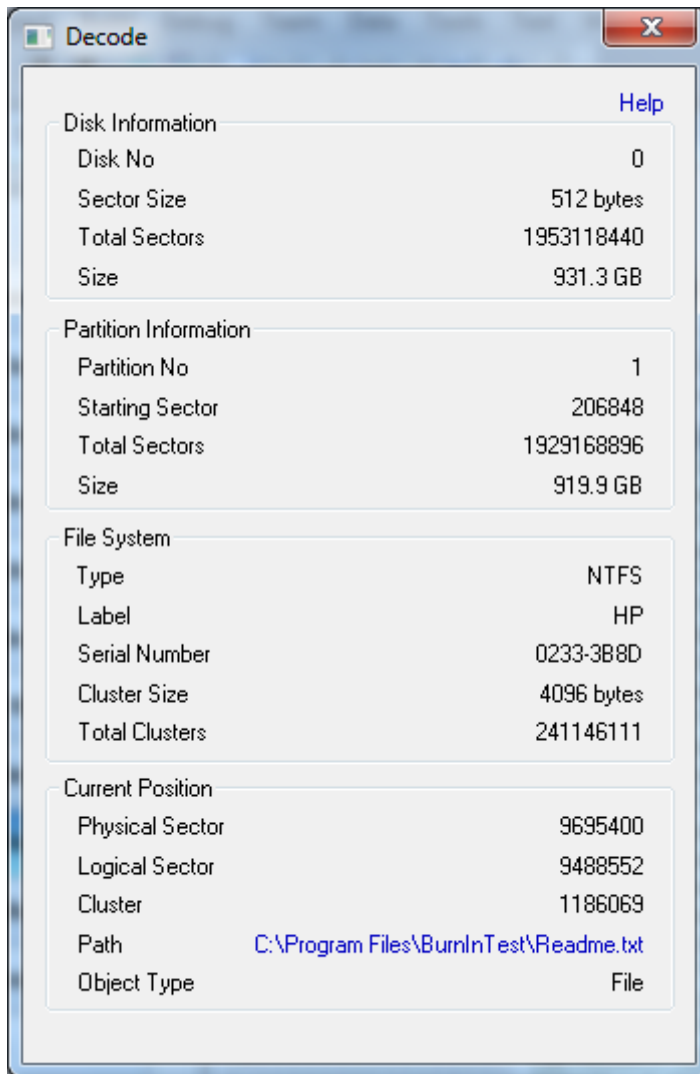 Decode
Help
Disk Information
Disk No 0
Sector Size 512 bytes
Total Sectors 1953118440
Size 931.3 GB
Partition Information
Partition No 1
Starting Sector 206848
Total Sectors 1929168896
Size 919.9 GB
File System
Type NTFS
Label HP
Serial Number 0233-3B8D
Cluster Size 4096 bytes
Total Clusters 241146111
Current Position
Physical Sector 9695400
Logical Sector 9488552
Cluster 1186069
Path C:\Program Files\BurnInTest\Readme.txt
Object Type File